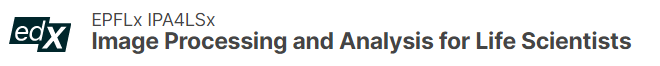 edX
EPFLx IPA4LSx
Image Processing and Analysis for Life Scientists